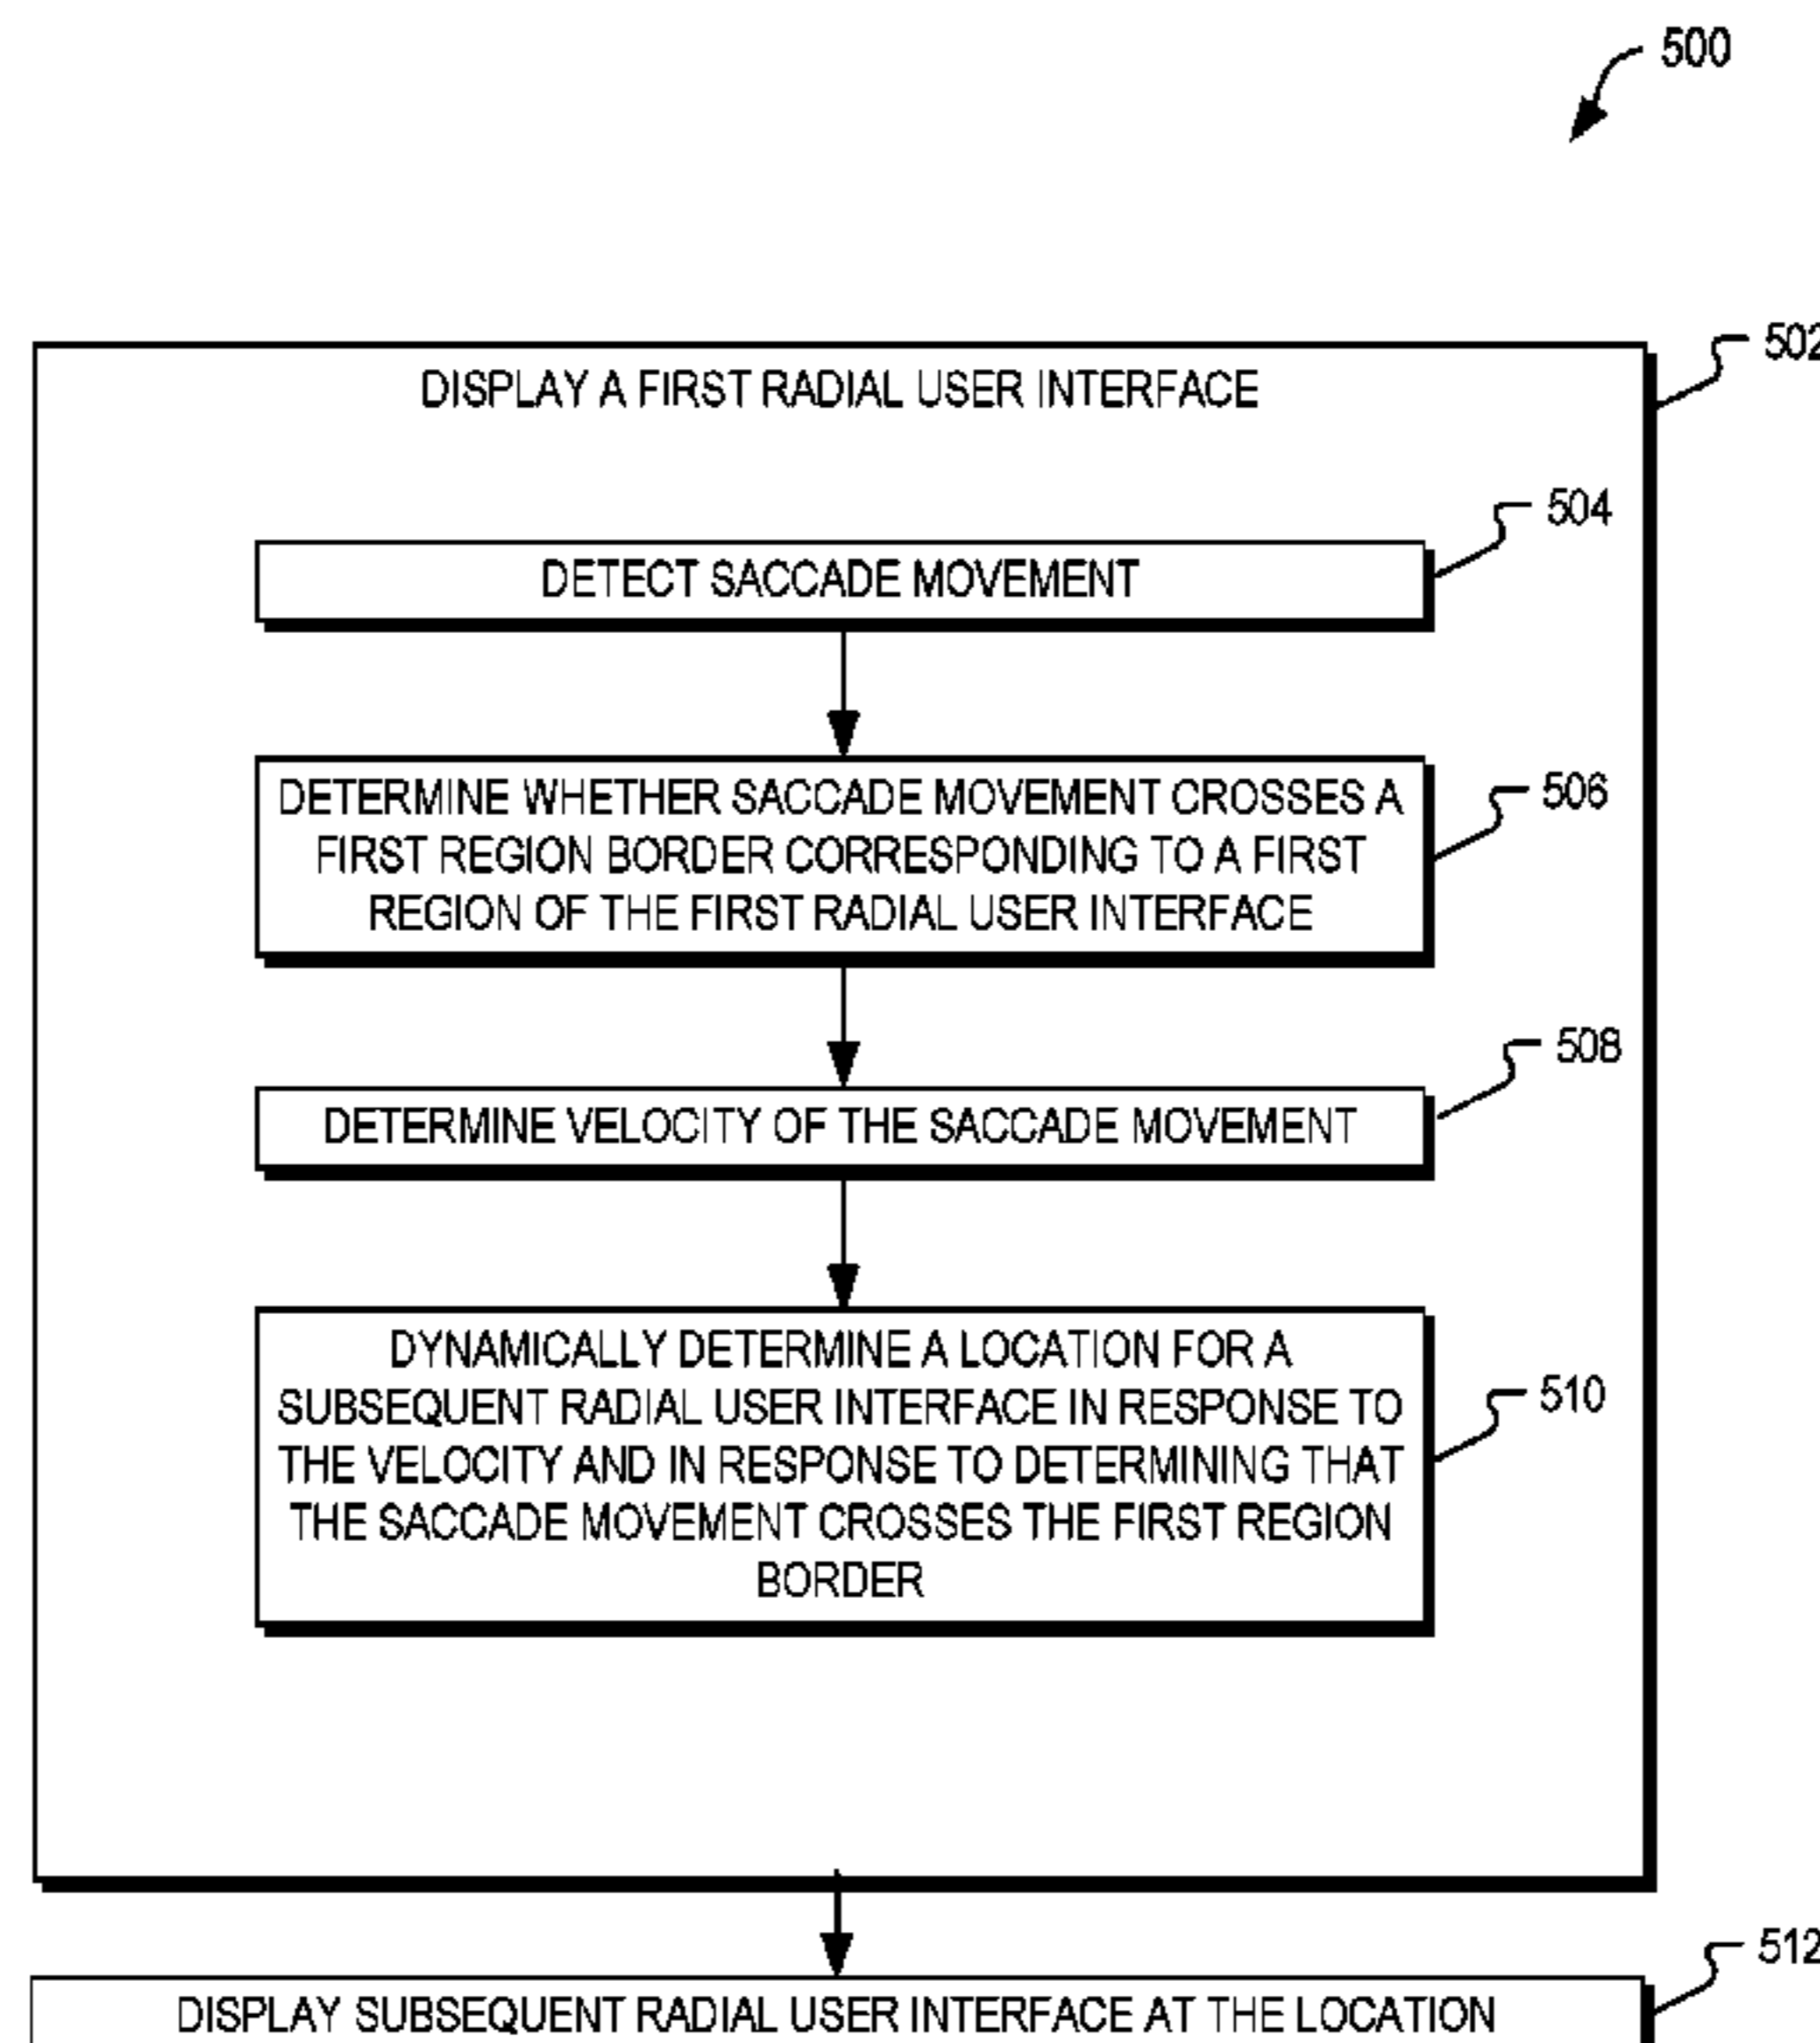 500
502
DISPLAY A FIRST RADIAL USER INTERFACE
504
DETECT SACCADE MOVEMENT
DETERMINE WHETHER SACCADE MOVEMENT CROSSES A
506
FIRST REGION BORDER CORRESPONDING TO A FIRST
REGION OF THE FIRST RADIAL USER INTERFACE
508
DETERMINE VELOCITY OF THE SACCADE MOVEMENT
DYNAMICALLY DETERMINE A LOCATION FOR A
SUBSEQUENT RADIAL USER INTERFACE IN RESPONSE TO
510
THE VELOCITY AND IN RESPONSE TO DETERMINING THAT
THE SACCADE MOVEMENT CROSSES THE FIRST REGION
BORDER
512
DISPLAY SUBSEQUENT RADIAL USER INTERFACE AT THE LOCATION